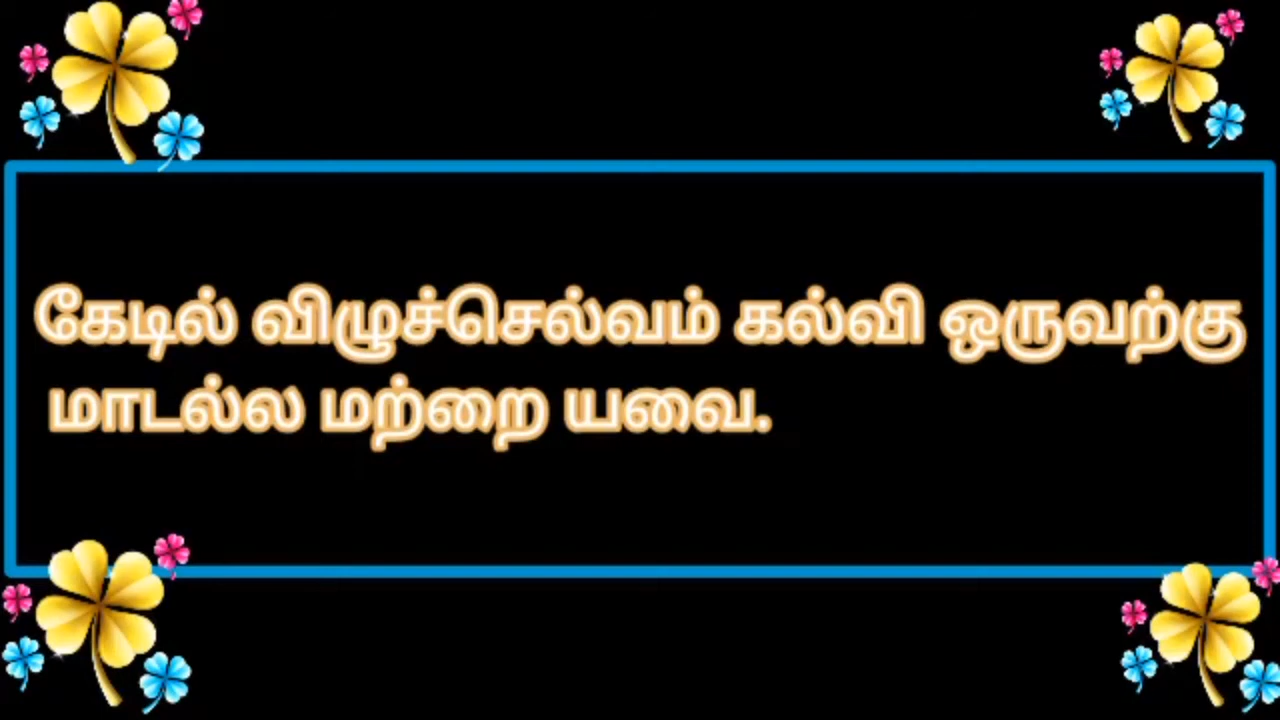 கேடில் விழுச்செல்வம் கல்வி ஒருவற்கு
மாடல்ல மற்றை யவை.